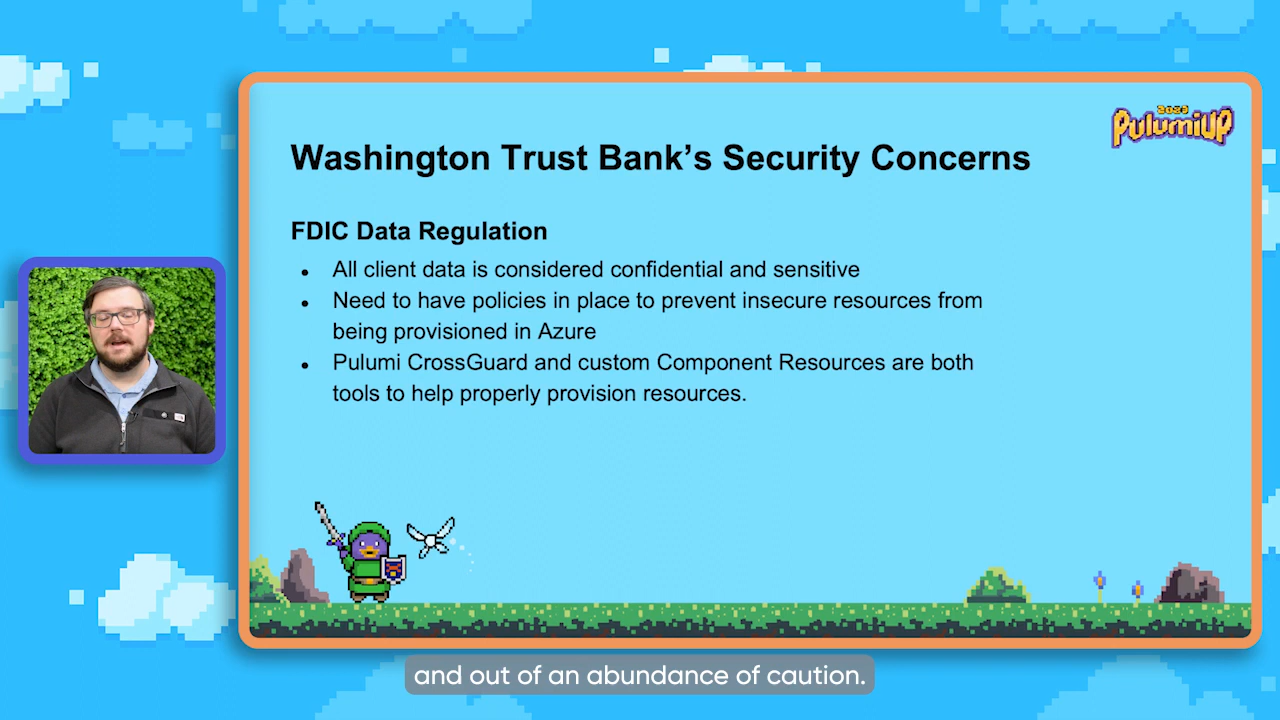 2023
PulumiUP
Washington Trust Bank’s Security Concerns
FDIC Data Regulation
● All client data is considered confidential and sensitive
● Need to have policies in place to prevent insecure resources from
being provisioned in Azure
● Pulumi CrossGuard and custom Component Resources are both
tools to help properly provision resources.
and out of an abundance of caution.